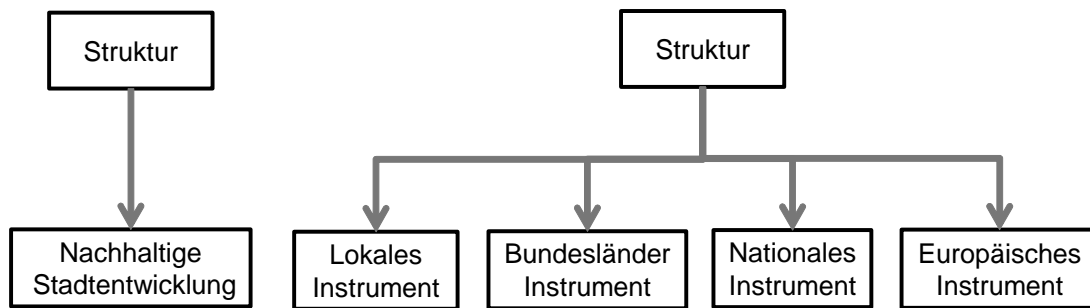 Struktur
Struktur
Nachhaltige
Stadtentwicklung
Lokales
Instrument
Bundesländer
Instrument
Nationales
Instrument
Europäisches
Instrument